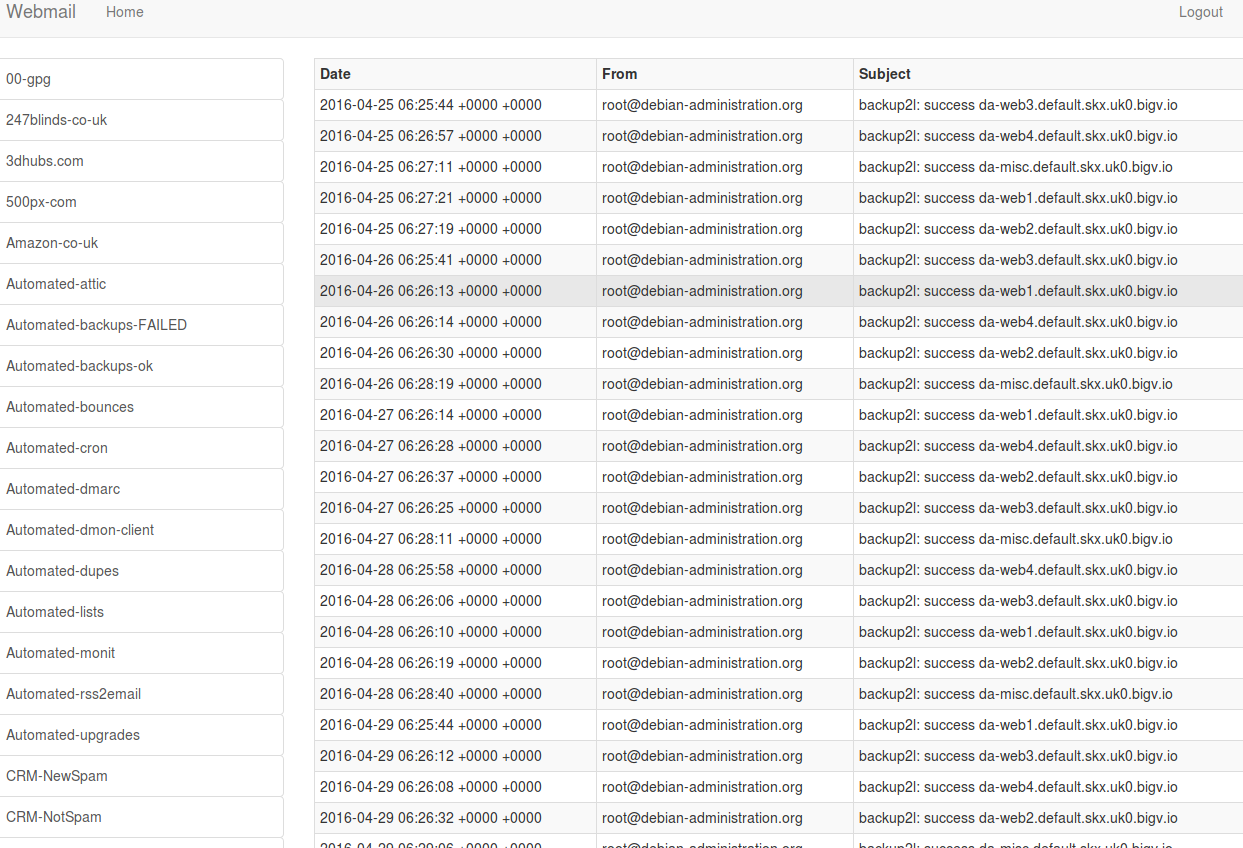 Webmail Home Logout
00-gpg
247blinds-co-uk
3dhubs.com
500px-com
Amazon-co-uk
Automated-attic
Automated-backups-FAILED
Automated-backups-ok
Automated-bounces
Automated-cron
Automated-dmarc
Automated-dmon-client
Automated-dupes
Automated-lists
Automated-monit
Automated-rss2email
Automated-upgrades
CRM-NewSpam
CRM-NotSpam
Date From Subject
2016-04-25 06:25:44 +0000 +0000 root@debian-administration.org backup2l: success da-web3.default.skx.uk0.bigv.io
2016-04-25 06:26:57 +0000 +0000 root@debian-administration.org backup2l: success da-web4.default.skx.uk0.bigv.io
2016-04-25 06:27:11 +0000 +0000 root@debian-administration.org backup2l: success da-misc.default.skx.uk0.bigv.io
2016-04-25 06:27:21 +0000 +0000 root@debian-administration.org backup2l: success da-web1.default.skx.uk0.bigv.io
2016-04-25 06:27:19 +0000 +0000 root@debian-administration.org backup2l: success da-web2.default.skx.uk0.bigv.io
2016-04-26 06:25:41 +0000 +0000 root@debian-administration.org backup2l: success da-web3.default.skx.uk0.bigv.io
2016-04-26 06:26:13 +0000 +0000 root@debian-administration.org backup2l: success da-web1.default.skx.uk0.bigv.io
2016-04-26 06:26:14 +0000 +0000 root@debian-administration.org backup2l: success da-web4.default.skx.uk0.bigv.io
2016-04-26 06:26:30 +0000 +0000 root@debian-administration.org backup2l: success da-web2.default.skx.uk0.bigv.io
2016-04-26 06:28:19 +0000 +0000 root@debian-administration.org backup2l: success da-misc.default.skx.uk0.bigv.io
2016-04-27 06:26:14 +0000 +0000 root@debian-administration.org backup2l: success da-web1.default.skx.uk0.bigv.io
2016-04-27 06:26:28 +0000 +0000 root@debian-administration.org backup2l: success da-web4.default.skx.uk0.bigv.io
2016-04-27 06:26:37 +0000 +0000 root@debian-administration.org backup2l: success da-web2.default.skx.uk0.bigv.io
2016-04-27 06:26:25 +0000 +0000 root@debian-administration.org backup2l: success da-web3.default.skx.uk0.bigv.io
2016-04-27 06:28:11 +0000 +0000 root@debian-administration.org backup2l: success da-misc.default.skx.uk0.bigv.io
2016-04-28 06:25:58 +0000 +0000 root@debian-administration.org backup2l: success da-web4.default.skx.uk0.bigv.io
2016-04-28 06:26:06 +0000 +0000 root@debian-administration.org backup2l: success da-web3.default.skx.uk0.bigv.io
2016-04-28 06:26:10 +0000 +0000 root@debian-administration.org backup2l: success da-web1.default.skx.uk0.bigv.io
2016-04-28 06:26:19 +0000 +0000 root@debian-administration.org backup2l: success da-web2.default.skx.uk0.bigv.io
2016-04-28 06:28:40 +0000 +0000 root@debian-administration.org backup2l: success da-misc.default.skx.uk0.bigv.io
2016-04-29 06:25:44 +0000 +0000 root@debian-administration.org backup2l: success da-web1.default.skx.uk0.bigv.io
2016-04-29 06:26:12 +0000 +0000 root@debian-administration.org backup2l: success da-web3.default.skx.uk0.bigv.io
2016-04-29 06:26:08 +0000 +0000 root@debian-administration.org backup2l: success da-web4.default.skx.uk0.bigv.io
2016-04-29 06:26:32 +0000 +0000 root@debian-administration.org backup2l: success da-web2.default.skx.uk0.bigv.io